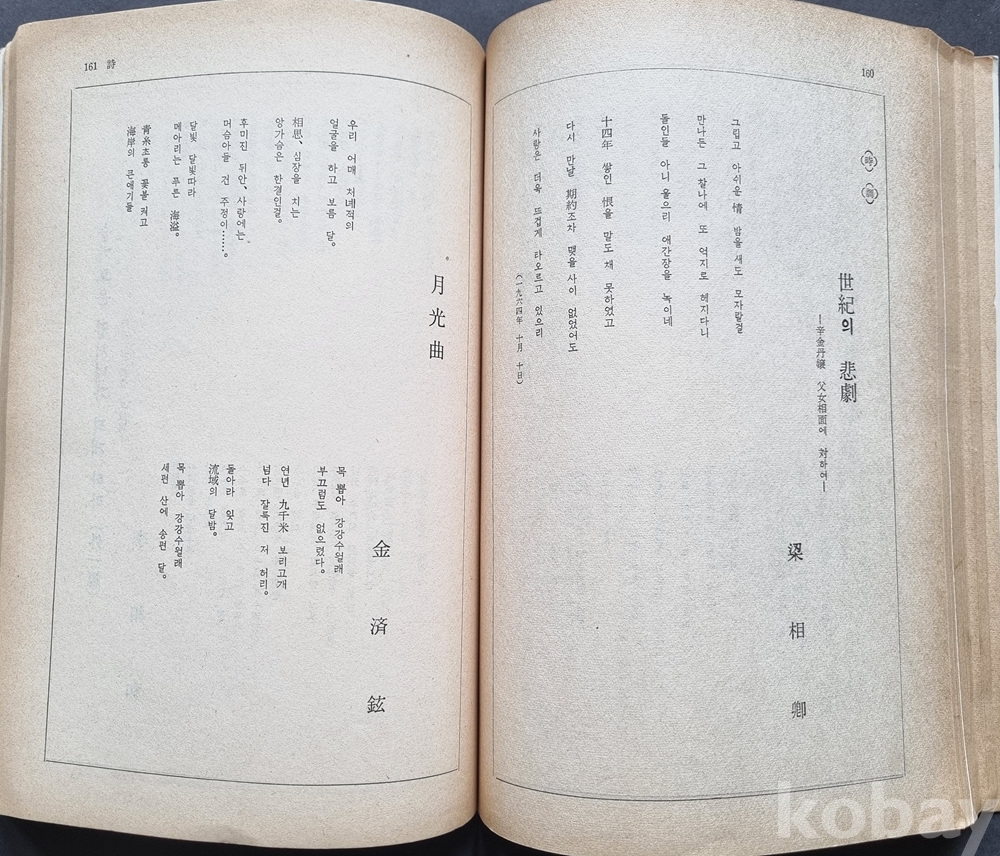 160
時調
世紀의 悲劇
―辛金丹孃 父女相面에 對하여―
梁相卿
그립고 아쉬운 情 밤을 새도 모자랄걸
만나든 그 찰나에 또 억지로 헤지다니
돌인들 아니 울으리 애간장을 녹이네
十四年 쌓인 恨을 말도 채 못하였고
다시 만날 期約조차 맺을 사이 없었어도
사랑은 더욱 뜨겁게 타오르고 있으리
(一九六四年 十月 十日)
161 詩
月光曲
金済鉉
우리 어매 처녜적의
얼굴을 하고 보름 달。
相思、심장을 치는
앙가슴은 한결인걸。
후미진 뒤안、사랑에는
머슴아들 건 주정이……。
달빛 달빛따라
메아리는 푸른 海溢。
靑糸초롱 꽃불 켜고
海岸의 큰애기들
목 뽑아 강강수월래
부끄럼도 없으렸다。
연년 九千米 보리고개
넘다 잘룩진 저 허리。
돌아라 잊고
流域의 달밤。
목 뽑아 강강수월래
세편 산에 송편 달。
kobay